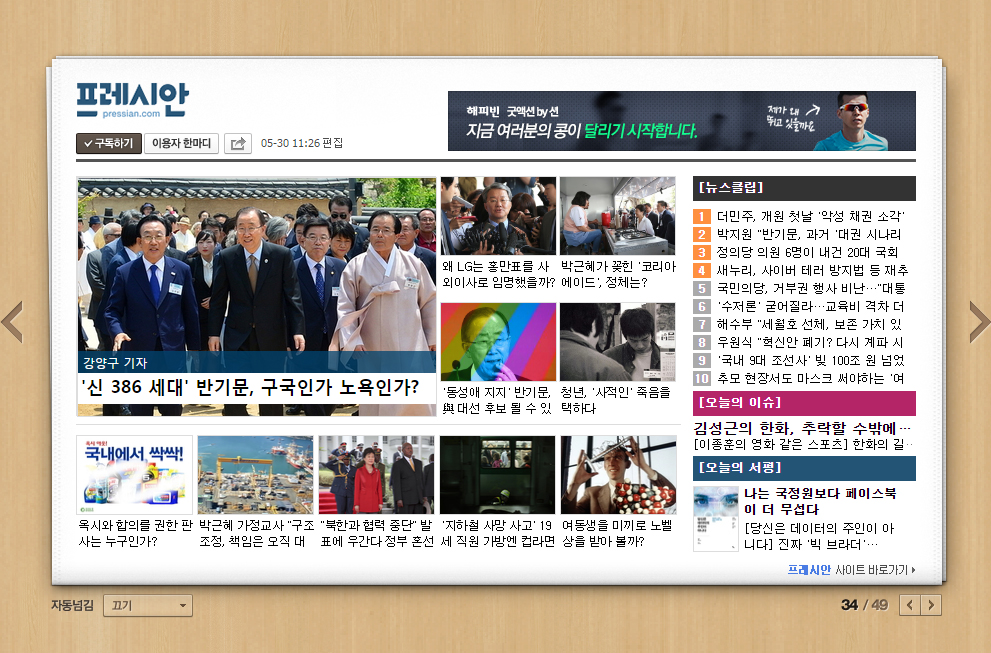 프레시안
pressian.com
구독하기
이용자 한마디
05-30 11:26 편집
해피빈 굿액션 by 션
지금 여러분의 콩이 달리기 시작합니다.
제가 왜
뛰고 있을까요
강양구 기자
'신 386 세대' 반기문, 구국인가 노욕인가?
왜 LG는 홍만표를 사
외이사로 임명했을까?
박근혜가 꽂힌 '코리아
에이드', 정체는?
'동성애 지지' 반기문,
與 대선 후보 될 수 있
청년, '사적인' 죽음을
택하다
옥시 아웃!
국내에서 싹싹!
옥시와 합의를 권한 판
사는 누구인가?
박근혜 가정교사 "구조
조정, 책임은 오직 대
"북한과 협력 중단" 발
표에 우간다 정부 혼선
'지하철 사망 사고' 19
세 직원 가방엔 컵라면
여동생을 미끼로 노벨
상을 받아 볼까?
[뉴스클립]
1 더민주, 개원 첫날 '악성 채권 소각'
2 박지원 "반기문, 과거 '대권 시나리
3 정의당 의원 6명이 내건 20대 국회
4 새누리, 사이버 테러 방지법 등 재추
5 국민의당, 거부권 행사 비난…"대통
6 '수저론' 굳어질라…교육비 격차 더
7 해수부 "세월호 선체, 보존 가치 있
8 우원식 "혁신안 폐기? 다시 계파 시
9 '국내 9대 조선사' 빚 100조 원 넘었
10 추모 현장서도 마스크 써야하는 '여
[오늘의 이슈]
김성근의 한화, 추락할 수밖에…
[이종훈의 영화 같은 스포츠] 한화의 길…
[오늘의 서평]
나는 국정원보다 페이스북
이 더 무섭다
[당신은 데이터의 주인이 아
니다] 진짜 '빅 브라더'…
프레시안 사이트 바로가기
자동넘김
끄기
34 / 49